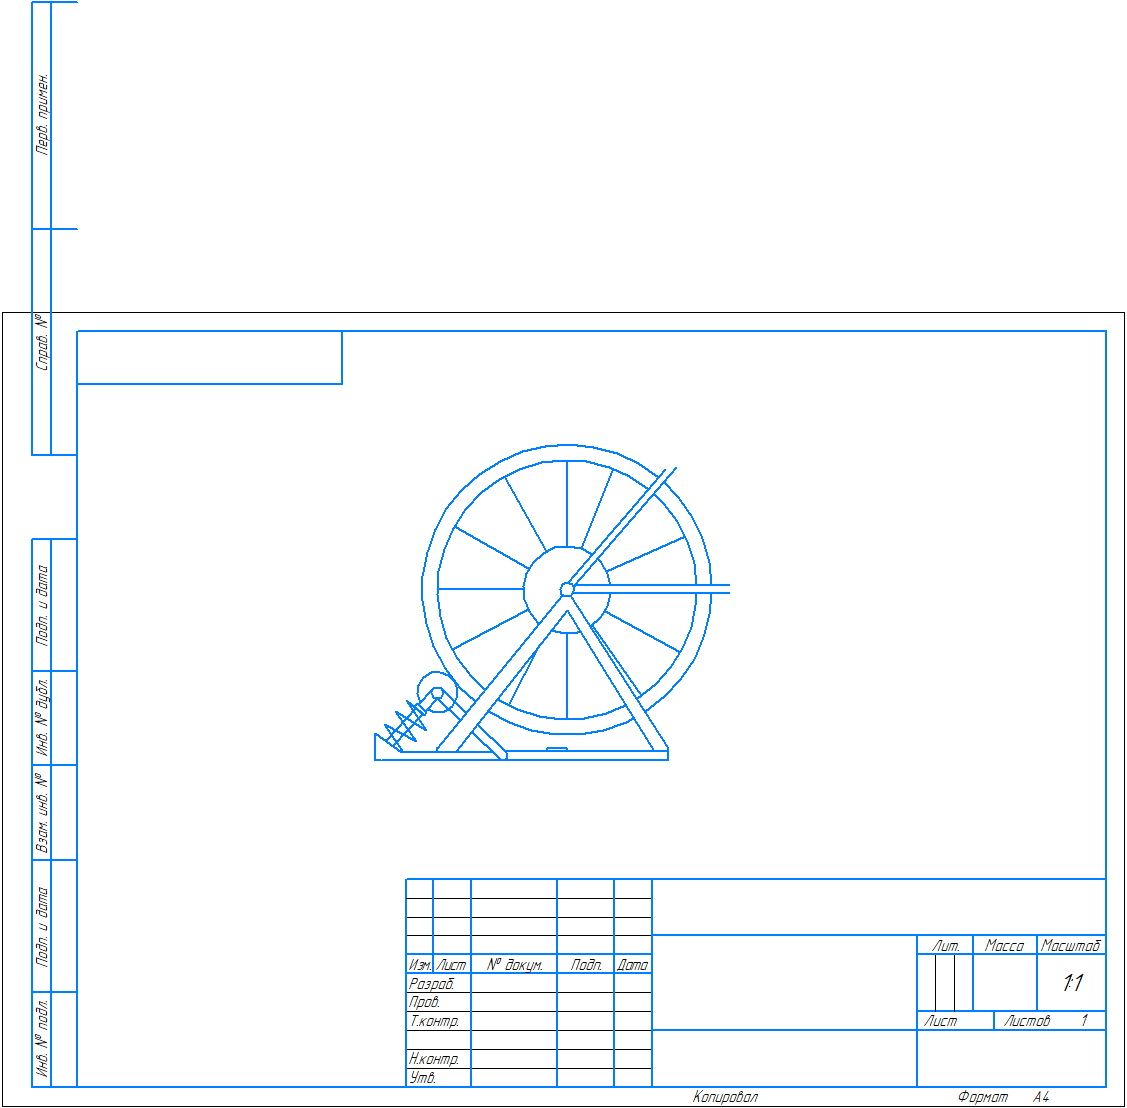 Перв. примен.
Справ. №
Подп. и дата
Инв. № дубл.
Взам. инв. №
Подп. и дата
Инв. № подл.
Лит. Масса Масштаб
Изм. Лист № докум. Подп. Дата
Разраб.
1:1
Пров.
Т.контр.
Лист Листов 1
Н.контр.
Утв.
Копировал Формат А4